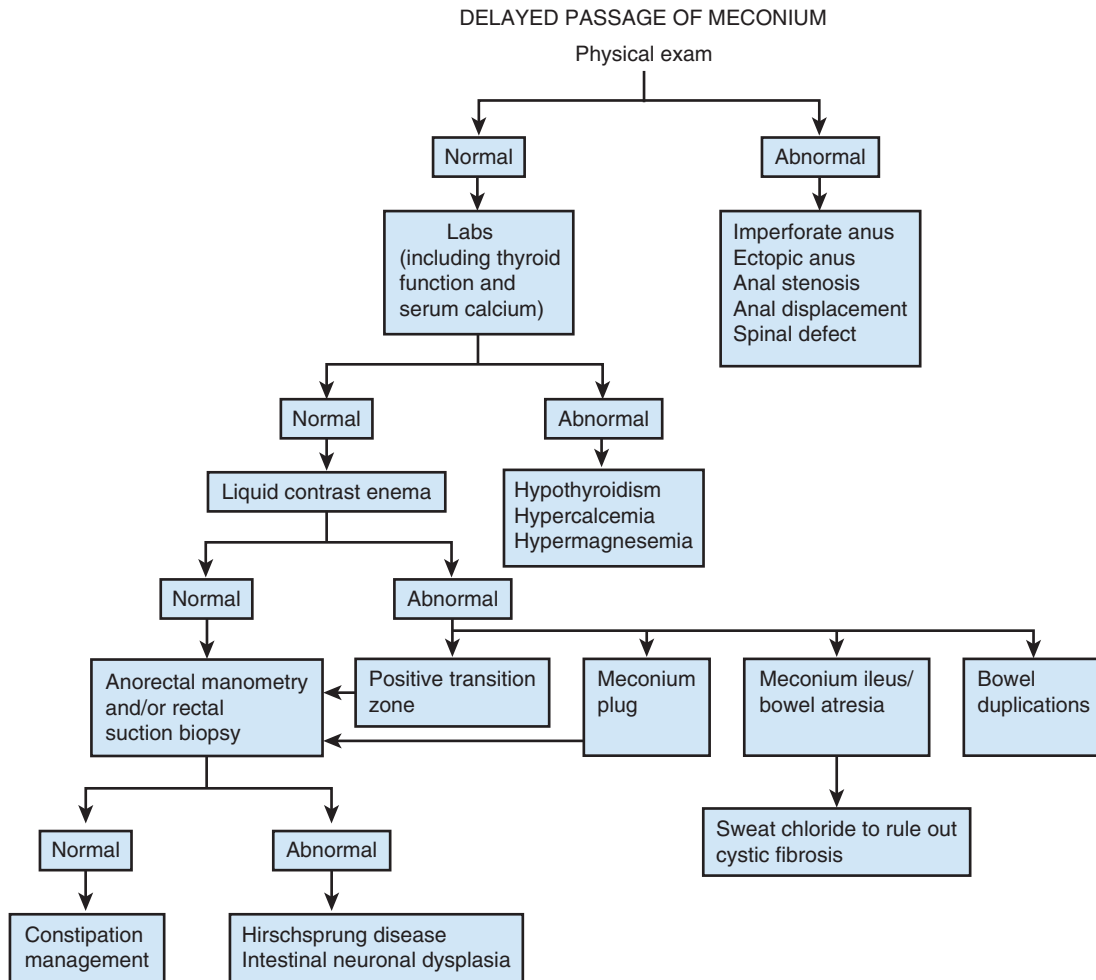 DELAYED PASSAGE OF MECONIUM
Physical exam
Normal
Abnormal
Labs
(including thyroid
function and
serum calcium)
Imperforate anus
Ectopic anus
Anal stenosis
Anal displacement
Spinal defect
Normal
Abnormal
Liquid contrast enema
Hypothyroidism
Hypercalcemia
Hypermagnesemia
Normal
Abnormal
Anorectal manometry
and/or rectal
suction biopsy
Positive transition
zone
Meconium
plug
Meconium ileus/
bowel atresia
Bowel
duplications
Sweat chloride to rule out
cystic fibrosis
Normal
Abnormal
Constipation
management
Hirschsprung disease
Intestinal neuronal dysplasia